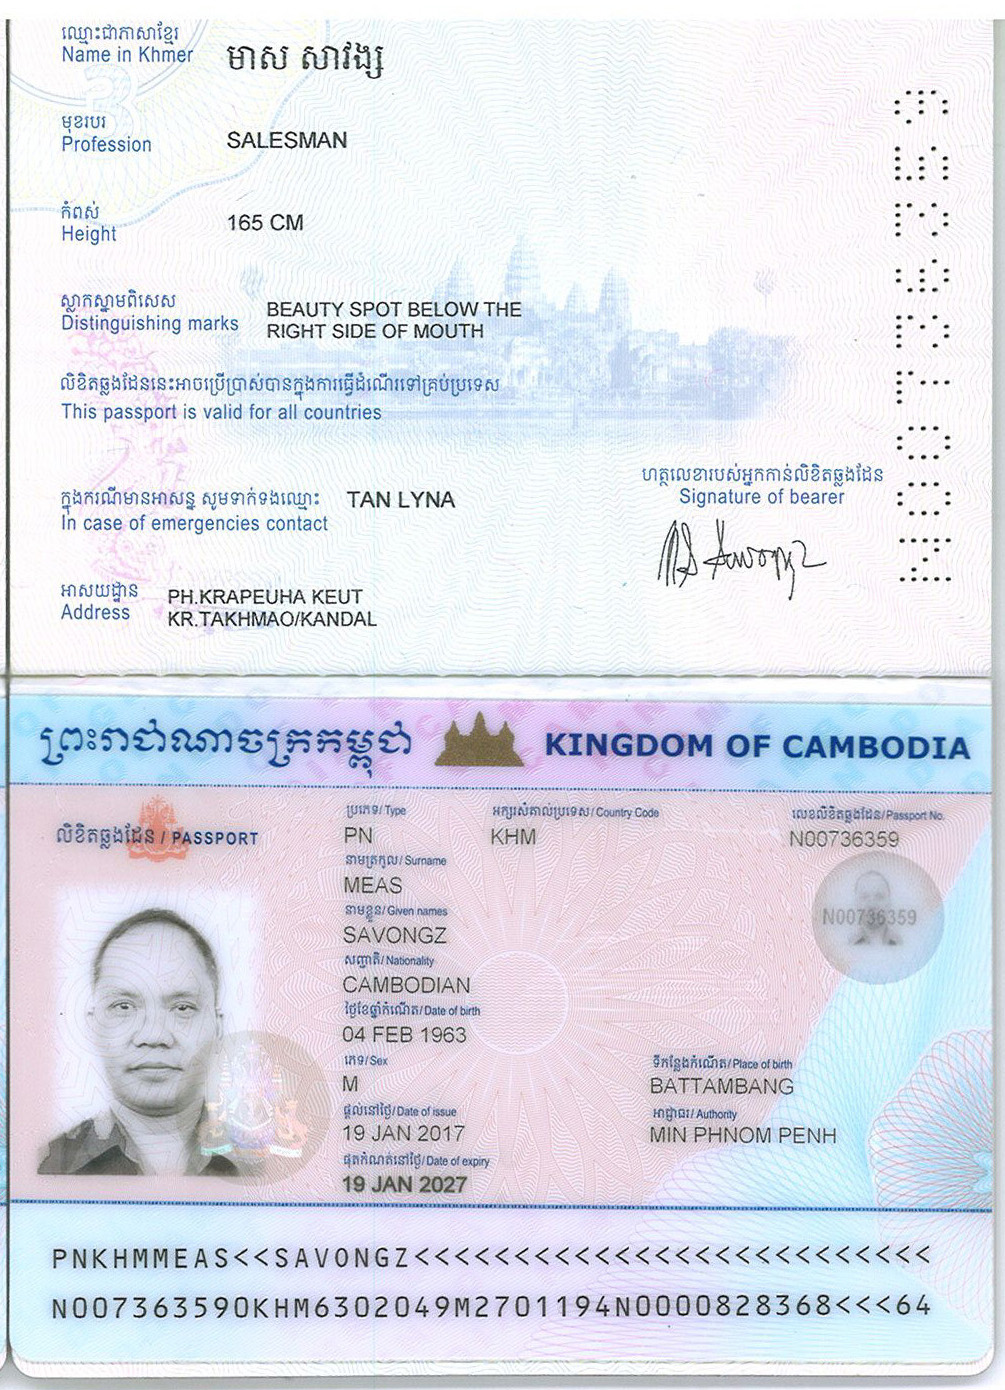 ឈ្មោះជាភាសាខ្មែរ
Name in Khmer
មាស សាវង្ស
មុខរបរ
Profession
SALESMAN
កំពស់
Height
165 CM
ស្លាកស្នាមពិសេស
Distinguishing marks
BEAUTY SPOT BELOW THE
RIGHT SIDE OF MOUTH
លិខិតឆ្លងដែននេះអាចប្រើប្រាស់បានក្នុងការធ្វើដំណើរទៅគ្រប់ប្រទេស
This passport is valid for all countries
ក្នុងករណីមានអាសន្ន សូមទាក់ទងឈ្មោះ
In case of emergencies contact
TAN LYNA
ហត្ថលេខារបស់អ្នកកាន់លិខិតឆ្លងដែន
Signature of bearer
អាសយដ្ឋាន
Address
PH.KRAPEUHA KEUT
KR.TAKHMAO/KANDAL
N00736359
ព្រះរាជាណាចក្រកម្ពុជា
KINGDOM OF CAMBODIA
លិខិតឆ្លងដែន / PASSPORT
ប្រភេទ/ Type
PN
អក្សរសំគាល់ប្រទេស / Country Code
KHM
លេខលិខិតឆ្លងដែន/ Passport No.
N00736359
នាមត្រកូល/ Surname
MEAS
នាមខ្លួន/ Given names
SAVONGZ
N00736359
សញ្ជាតិ/ Nationality
CAMBODIAN
ថ្ងៃខែឆ្នាំកំណើត/ Date of birth
04 FEB 1963
ភេទ/ Sex
M
ទីកន្លែងកំណើត/ Place of birth
BATTAMBANG
ផ្តល់នៅថ្ងៃ/ Date of issue
19 JAN 2017
អាជ្ញាធរ/ Authority
MIN PHNOM PENH
ផុតកំណត់នៅថ្ងៃ/ Date of expiry
19 JAN 2027
PNKHMMEAS<<SAVONGZ<<<<<<<<<<<<<<<<<<<<<<<<<<
N007363590KHM6302049M2701194N0000828368<<<64